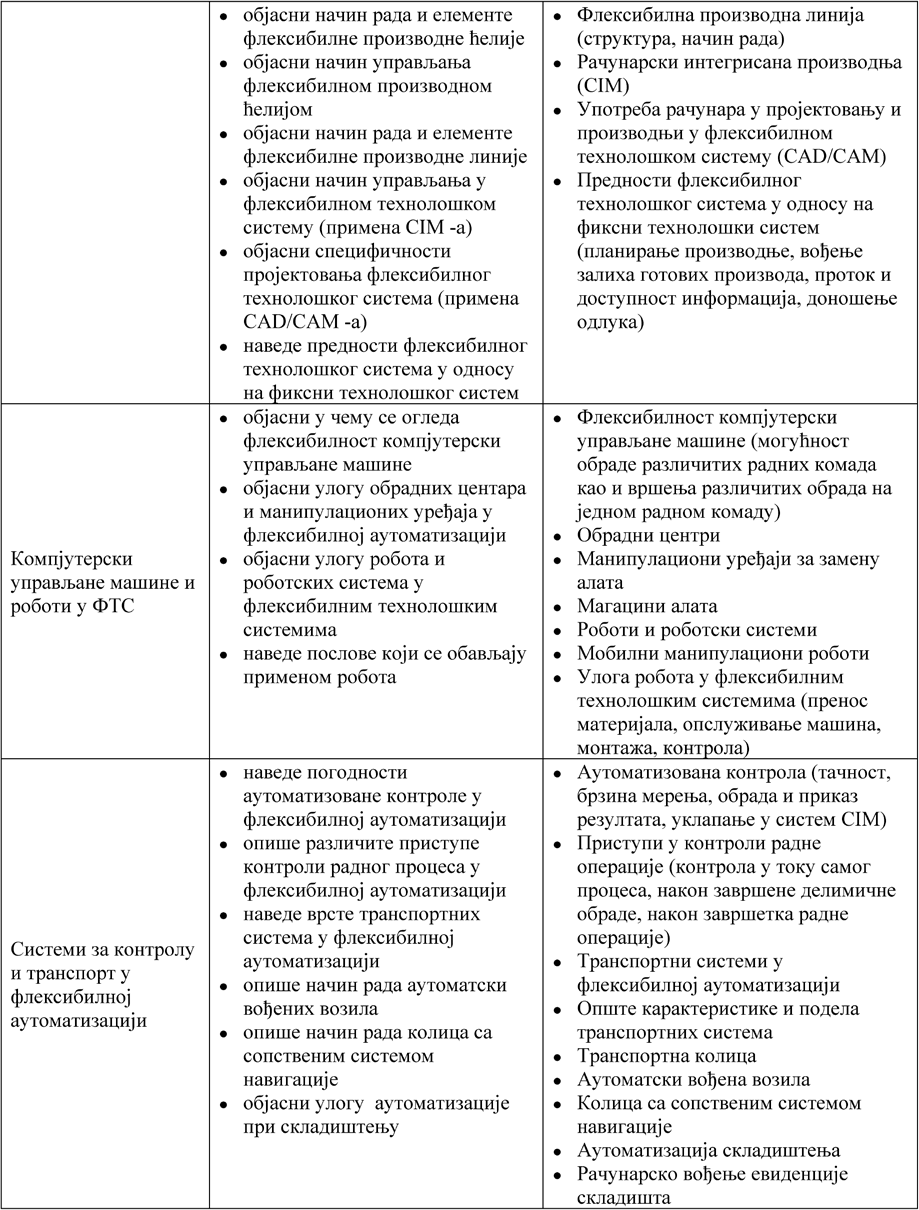 • објасни начин рада и елементе
флексибилне производне ћелије
• објасни начин управљања
флексибилном производном
ћелијом
• објасни начин рада и елементе
флексибилне производне линије
• објасни начин управљања у
флексибилном технолошком
систему (примена CIM -а)
• објасни специфичности
пројектовања флексибилног
технолошког система (примена
CAD/CAM -а)
• наведе предности флексибилног
технолошког система у односу
на фиксни технолошког систем
• Флексибилна производна линија
(структура, начин рада)
• Рачунарски интегрисана производња
(CIM)
• Употреба рачунара у пројектовању и
производњи у флексибилном
технолошком систему (CAD/CAM)
• Предности флексибилног
технолошког система у односу на
фиксни технолошки систем
(планирање производње, вођење
залиха готових производа, проток и
доступност информација, доношење
одлука)
Компјутерски
управљане машине и
роботи у ФТС
• објасни у чему се огледа
флексибилност компјутерски
управљане машине
• објасни улогу обрадних центара
и манипулационих уређаја у
флексибилној аутоматизацији
• објасни улогу робота и
роботских система у
флексибилним технолошким
системима
• наведе послове који се обављају
применом робота
• Флексибилност компјутерски
управљане машине (могућност
обраде различитих радних комада
као и вршења различитих обрада на
једном радном комаду)
• Обрадни центри
• Манипулациони уређаји за замену
алата
• Магацини алата
• Роботи и роботски системи
• Мобилни манипулациони роботи
• Улога робота у флексибилним
технолошким системима (пренос
материјала, опслуживање машина,
монтажа, контрола)
Системи за контролу
и транспорт у
флексибилној
аутоматизацији
• наведе погодности
аутоматизоване контроле у
флексибилној аутоматизацији
• опише различите приступе
контроли радног процеса у
флексибилној аутоматизацији
• наведе врсте транспортних
система у флексибилној
аутоматизацији
• опише начин рада аутоматски
вођених возила
• опише начин рада колица са
сопственим системом
навигације
• објасни улогу аутоматизације
при складиштењу
• Аутоматизована контрола (тачност,
брзина мерења, обрада и приказ
резултата, уклапање у систем CIM)
• Приступи у контроли радне
операције (контрола у току самог
процеса, након завршене делимичне
обраде, након завршетка радне
операције)
• Транспортни системи у
флексибилној аутоматизацији
• Опште карактеристике и подела
транспортних система
• Транспортна колица
• Аутоматски вођена возила
• Колица са сопственим системом
навигације
• Аутоматизација складиштења
• Рачунарско вођење евиденције
складишта